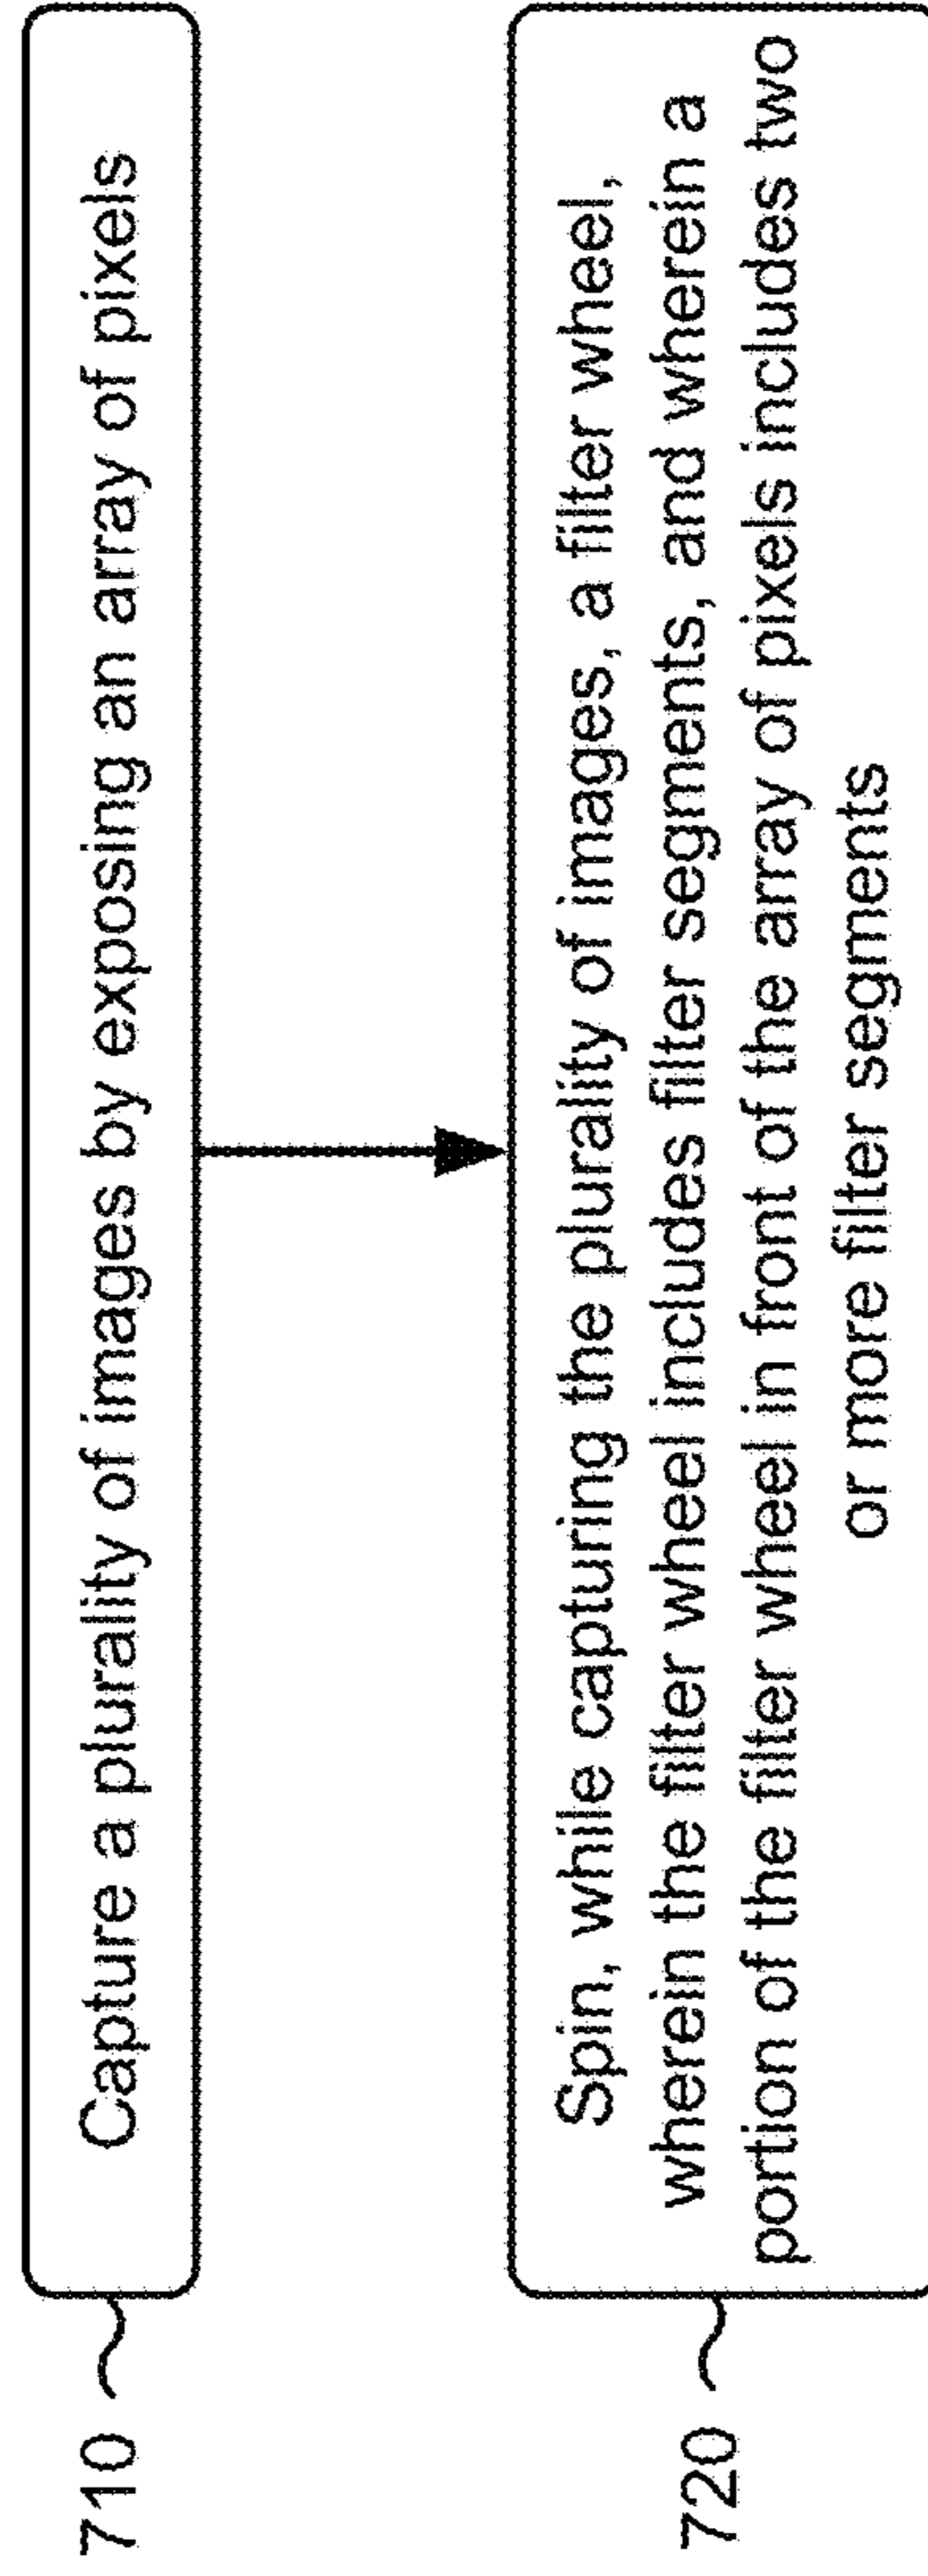 710
Capture a plurality of images by exposing an array of pixels
720
Spin, while capturing the plurality of images, a filter wheel,
wherein the filter wheel includes filter segments, and wherein a
portion of the filter wheel in front of the array of pixels includes two
or more filter segments